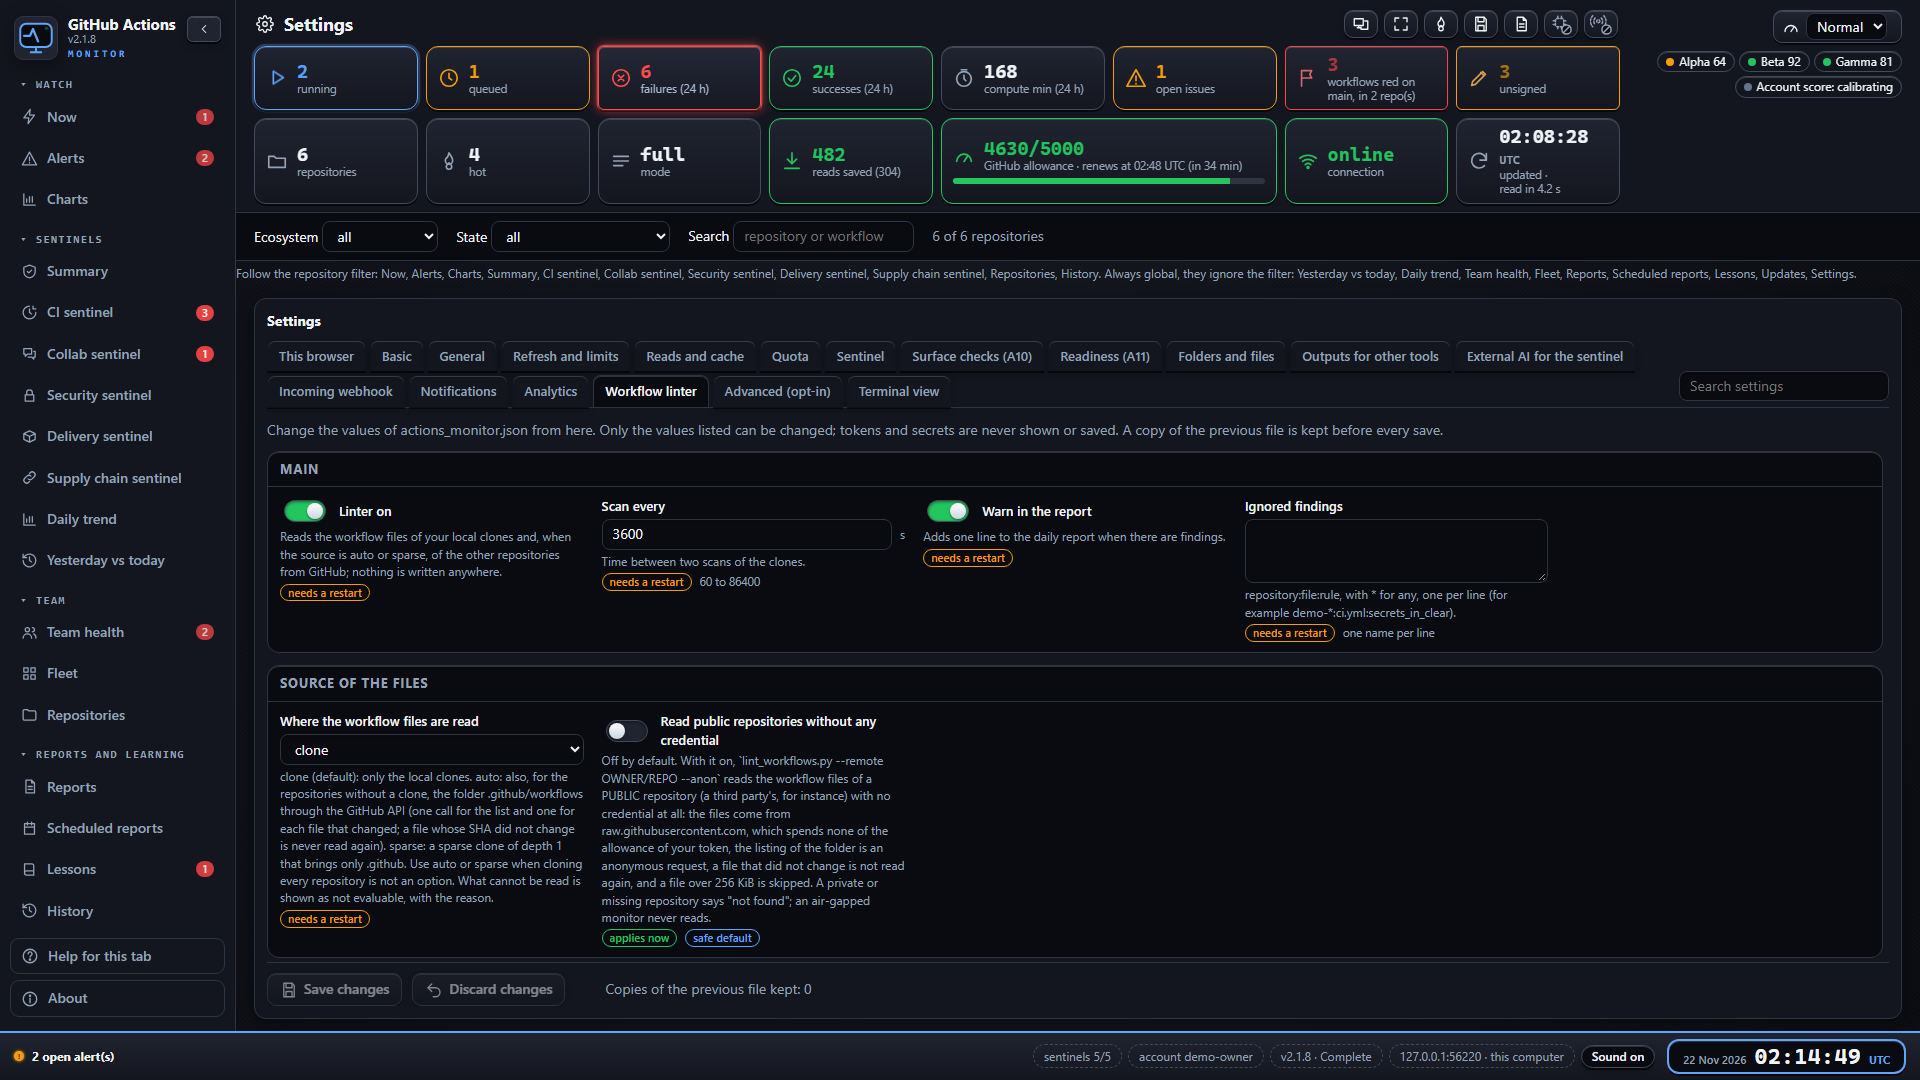 GitHub Actions
v2.1.8
MONITOR
WATCH
Now 1
Alerts 2
Charts
SENTINELS
Summary
CI sentinel 3
Collab sentinel 1
Security sentinel
Delivery sentinel
Supply chain sentinel
Daily trend
Yesterday vs today
TEAM
Team health 2
Fleet
Repositories
REPORTS AND LEARNING
Reports
Scheduled reports
Lessons 1
History
Help for this tab
About
Settings
Normal
2
running
1
queued
6
failures (24 h)
24
successes (24 h)
168
compute min (24 h)
1
open issues
3
workflows red on
main, in 2 repo(s)
3
unsigned
Alpha 64
Beta 92
Gamma 81
Account score: calibrating
6
repositories
4
hot
full
mode
482
reads saved (304)
4630/5000
GitHub allowance · renews at 02:48 UTC (in 34 min)
online
connection
02:08:28
UTC
updated ·
read in 4.2 s
Ecosystem all State all Search repository or workflow 6 of 6 repositories
Follow the repository filter: Now, Alerts, Charts, Summary, CI sentinel, Collab sentinel, Security sentinel, Delivery sentinel, Supply chain sentinel, Repositories, History. Always global, they ignore the filter: Yesterday vs today, Daily trend, Team health, Fleet, Reports, Scheduled reports, Lessons, Updates, Settings.
Settings
This browser Basic General Refresh and limits Reads and cache Quota Sentinel Surface checks (A10) Readiness (A11) Folders and files Outputs for other tools External AI for the sentinel
Incoming webhook Notifications Analytics Workflow linter Advanced (opt-in) Terminal view
Search settings
Change the values of actions_monitor.json from here. Only the values listed can be changed; tokens and secrets are never shown or saved. A copy of the previous file is kept before every save.
MAIN
Linter on
Reads the workflow files of your local clones and, when
the source is auto or sparse, of the other repositories
from GitHub; nothing is written anywhere.
needs a restart
Scan every
3600 s
Time between two scans of the clones.
needs a restart 60 to 86400
Warn in the report
Adds one line to the daily report when there are findings.
needs a restart
Ignored findings
repository:file:rule, with * for any, one per line (for
example demo-*:ci.yml:secrets_in_clear).
needs a restart one name per line
SOURCE OF THE FILES
Where the workflow files are read
clone
clone (default): only the local clones. auto: also, for the
repositories without a clone, the folder .github/workflows
through the GitHub API (one call for the list and one for
each file that changed; a file whose SHA did not change
is never read again). sparse: a sparse clone of depth 1
that brings only .github. Use auto or sparse when cloning
every repository is not an option. What cannot be read is
shown as not evaluable, with the reason.
needs a restart
Read public repositories without any
credential
Off by default. With it on, `lint_workflows.py --remote
OWNER/REPO --anon` reads the workflow files of a
PUBLIC repository (a third party's, for instance) with no
credential at all: the files come from
raw.githubusercontent.com, which spends none of the
allowance of your token, the listing of the folder is an
anonymous request, a file that did not change is not read
again, and a file over 256 KiB is skipped. A private or
missing repository says "not found"; an air-gapped
monitor never reads.
applies now safe default
Save changes Discard changes Copies of the previous file kept: 0
2 open alert(s)
sentinels 5/5 account demo-owner v2.1.8 · Complete 127.0.0.1:56220 · this computer Sound on 22 Nov 2026 02:14:49 UTC